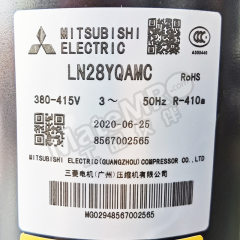 MITSUBISHI
ELECTRIC
LN28YQAMC
RoHS
380-415V 3～ 50Hz R-410a
2020-06-25
8567002565
MITSUBISHI ELECTRIC(GUANGZHOU)COMPRESSOR CO.,LTD.
三菱电机(广州)压缩机有限公司
MG02948567002565